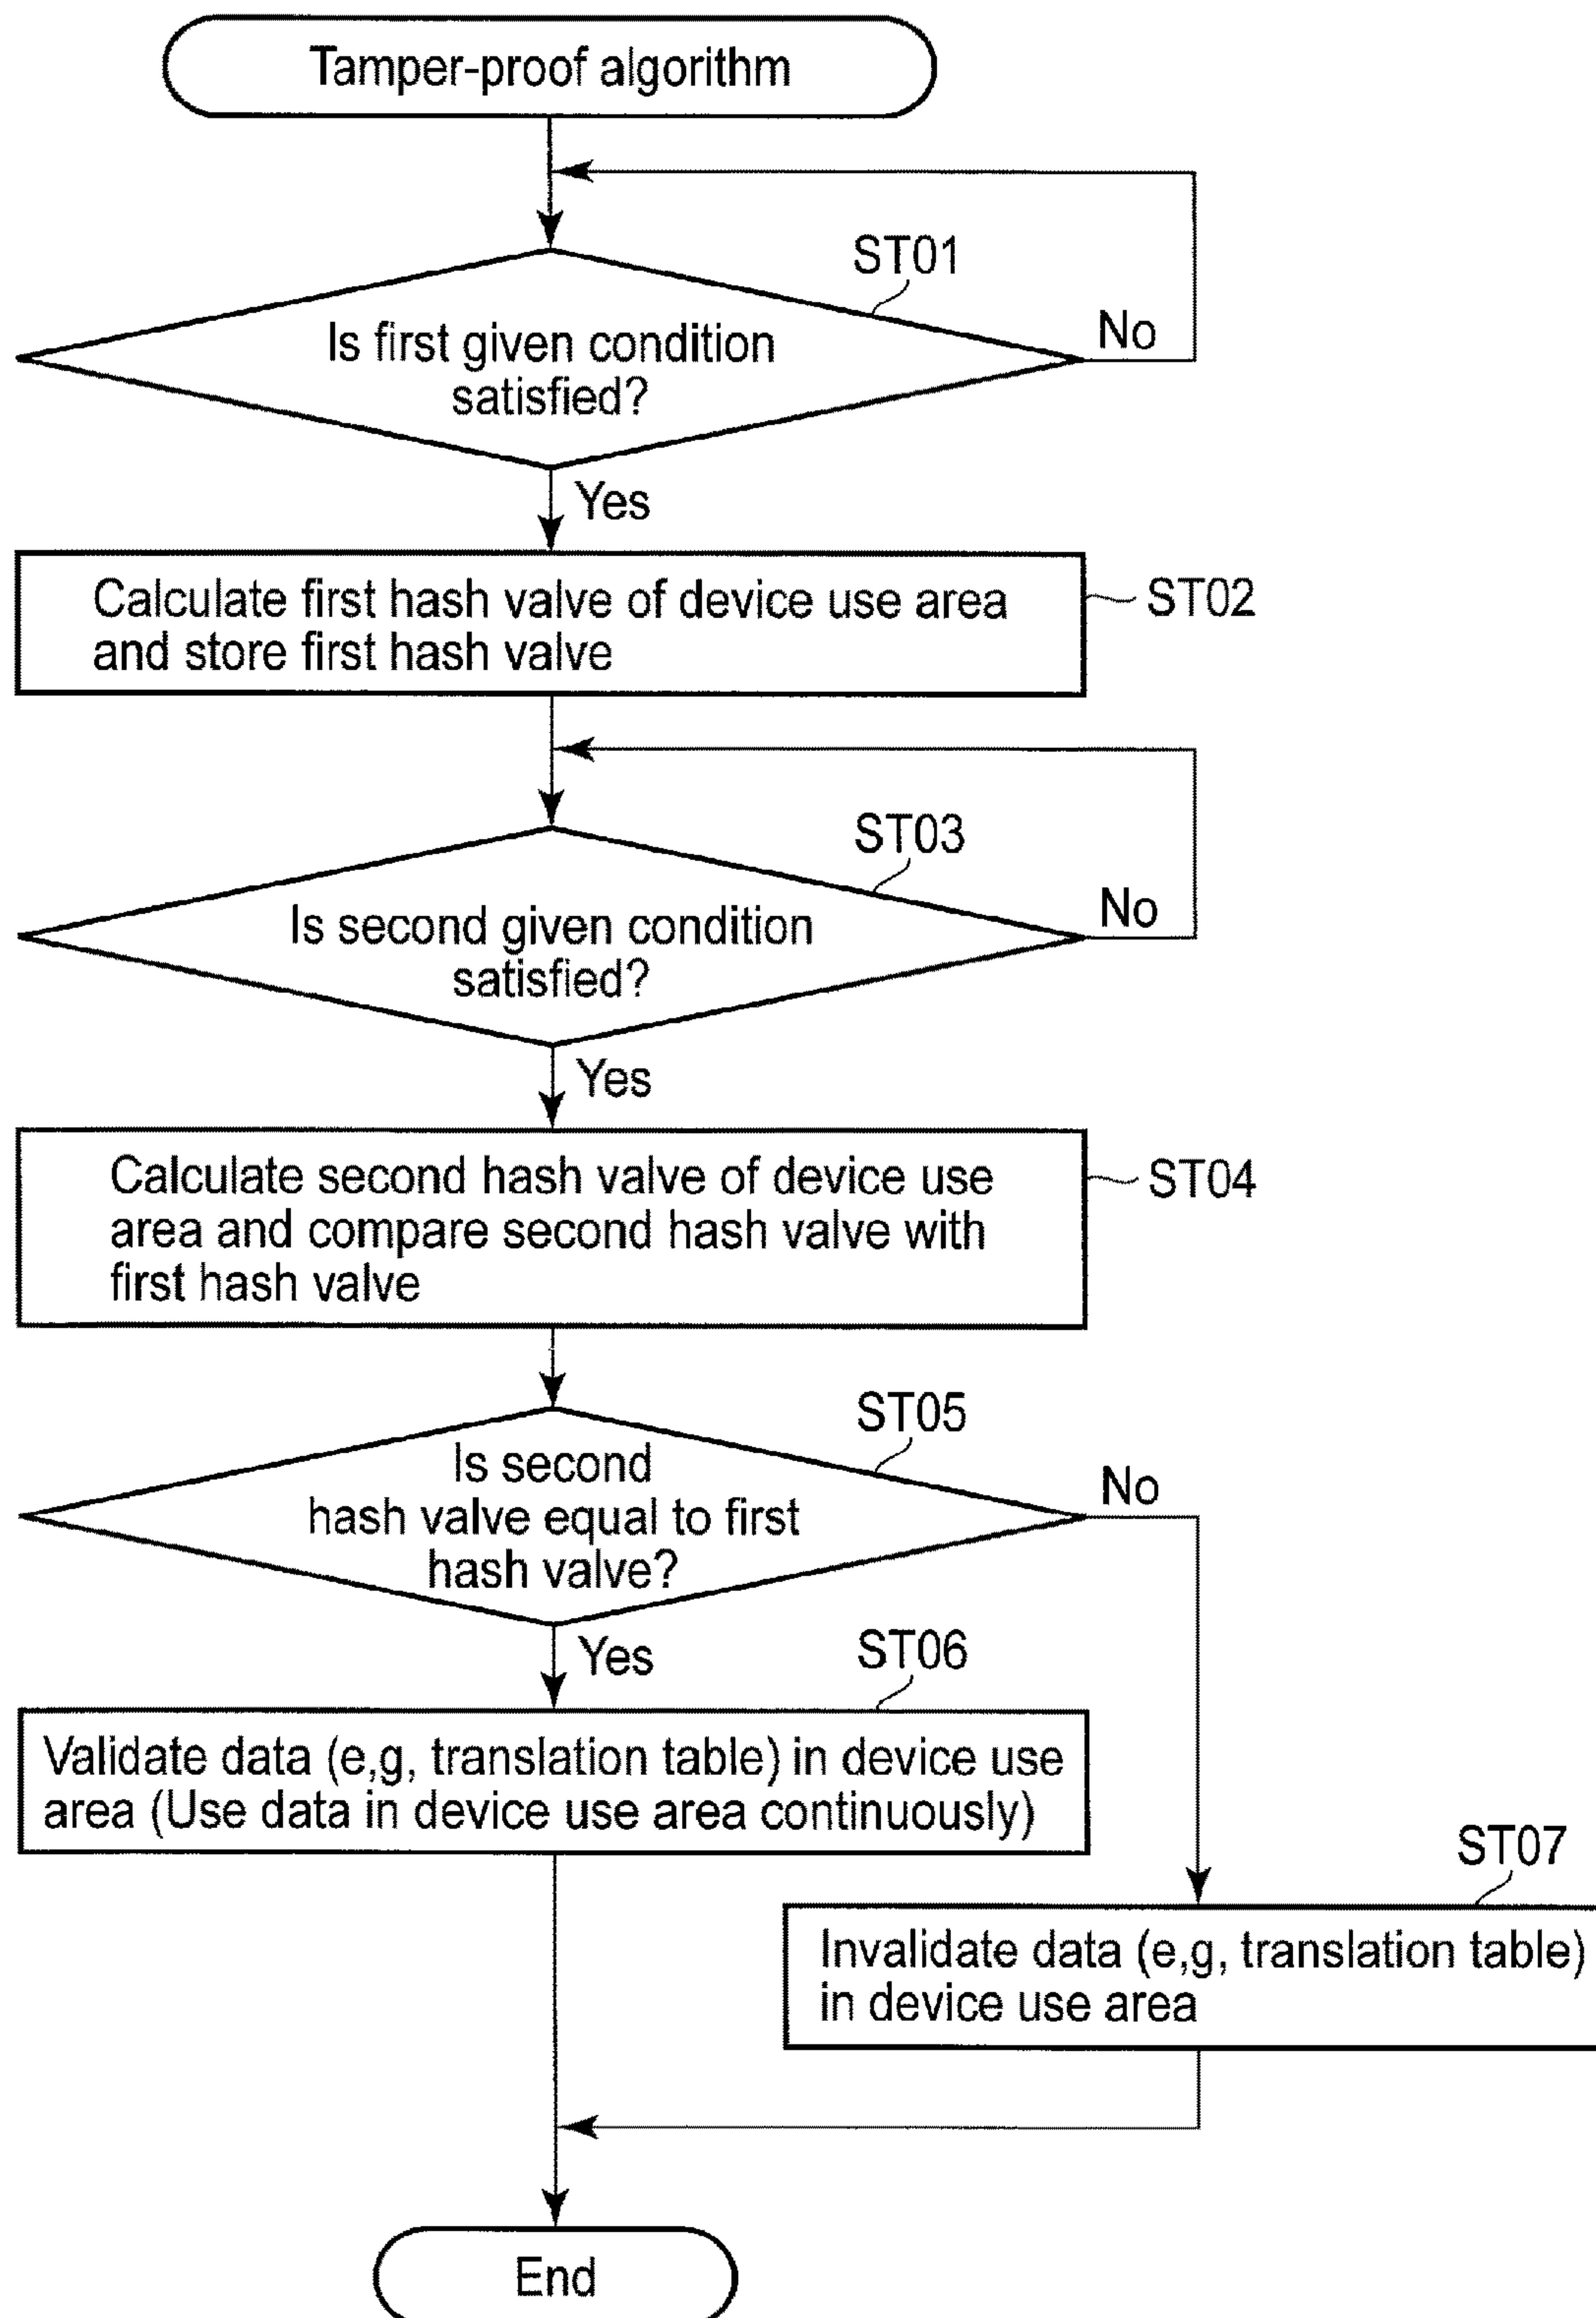 Tamper-proof algorithm
ST01
Is first given condition
satisfied?
No
Yes
Calculate first hash valve of device use area
and store first hash valve
ST02
ST03
Is second given condition
satisfied?
No
Yes
Calculate second hash valve of device use
area and compare second hash valve with
first hash valve
ST04
ST05
Is second
hash valve equal to first
hash valve?
No
Yes
ST06
Validate data (e,g, translation table) in device use
area (Use data in device use area continuously)
ST07
Invalidate data (e,g, translation table)
in device use area
End